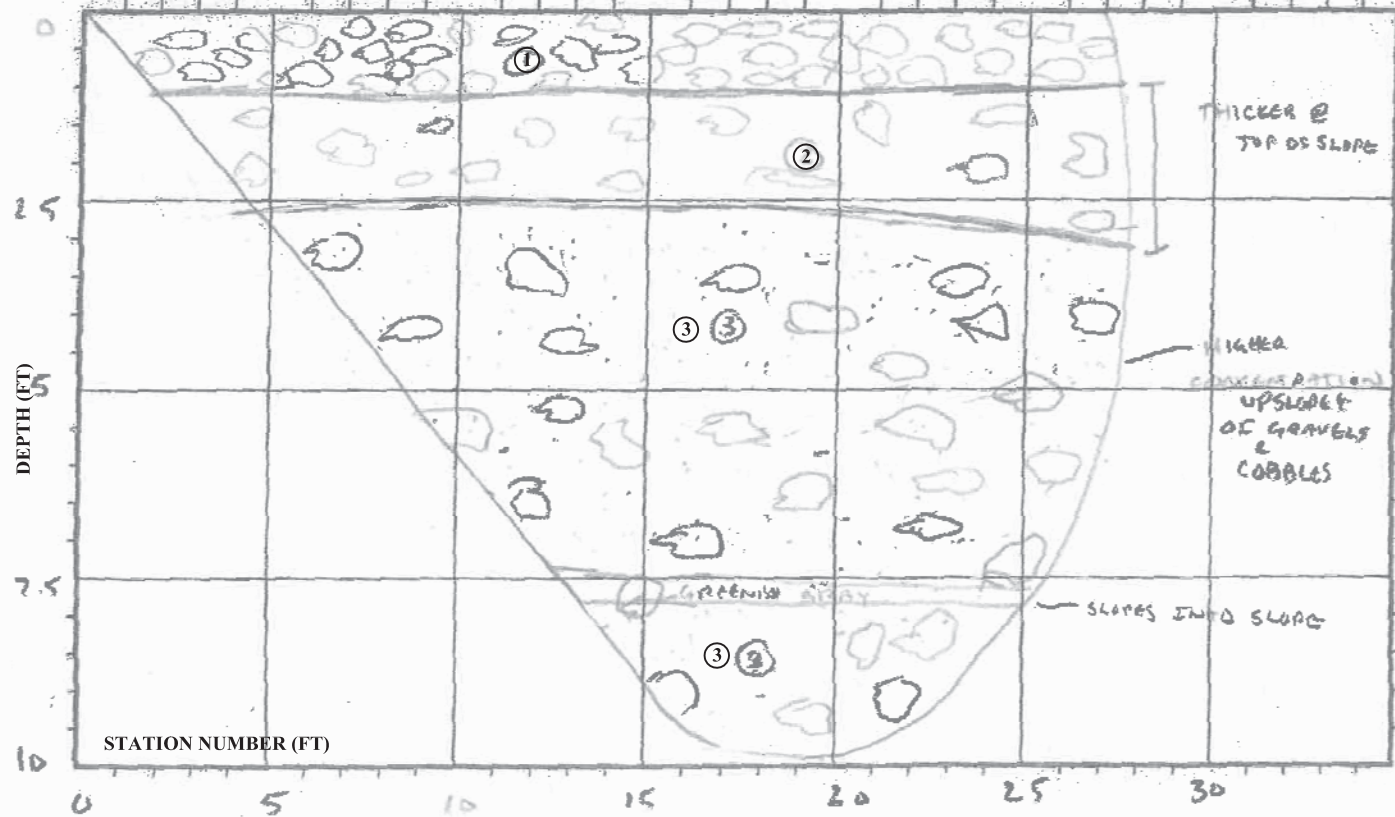 0
①
THICKER @
TOP OF SLOPE
②
2.5
③ ③
HIGHER
CONCENTRATION
UPSLOPE
OF GRAVELS
&
COBBLES
5
DEPTH (FT)
7.5
GREENISH GRAY
SLOPES INTO SLOPE
③ ③
STATION NUMBER (FT)
10
0 5 10 15 20 25 30